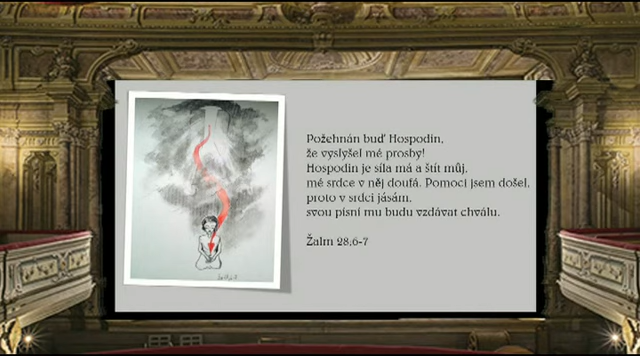 Požehnán buď Hospodin,
že vyslyšel mé prosby!
Hospodin je síla má a štít můj,
mé srdce v něj doufá. Pomoci jsem došel,
proto v srdci jásám,
svou písní mu budu vzdávat chválu.
Žalm 28,6-7